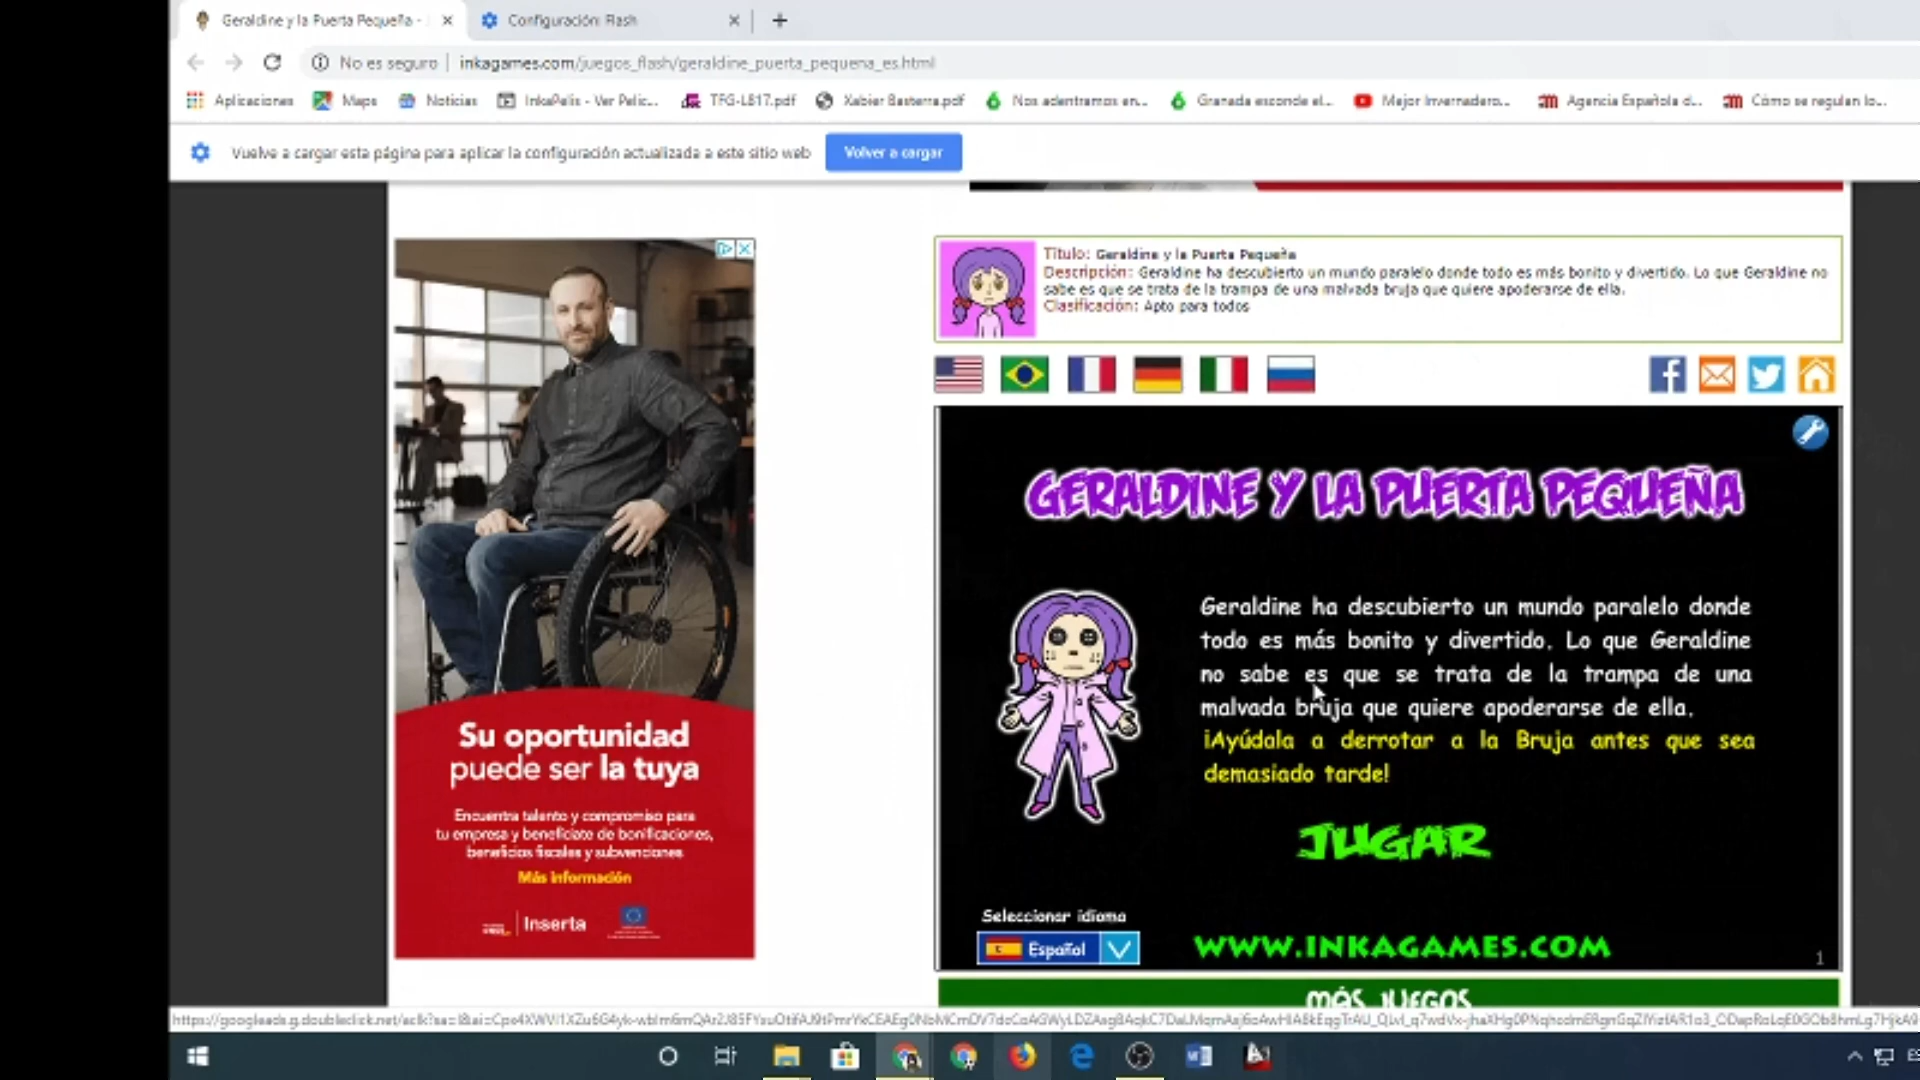 Geraldine y la Puerta Pequeña -
Configuración: Flash
No es seguro
inkagames.com/juegos_flash/geraldine_puerta_pequena_es.html
Aplicaciones
Maps
Noticias
InkaPelis - Ver Pelíc...
TFG-L817.pdf
Xabier Basterra.pdf
Nos adentramos en...
Granada esconde el...
Mejor Invernadero...
Agencia Española d...
Cómo se regulan lo...
Vuelve a cargar esta página para aplicar la configuración actualizada a este sitio web
Volver a cargar
Título: Geraldine y la Puerta Pequeña
Descripción: Geraldine ha descubierto un mundo paralelo donde todo es más bonito y divertido. Lo que Geraldine no
sabe es que se trata de la trampa de una malvada bruja que quiere apoderarse de ella.
Clasificación: Apto para todos
GERALDINE Y LA PUERTA PEQUEÑA
Geraldine ha descubierto un mundo paralelo donde
todo es más bonito y divertido. Lo que Geraldine
no sabe es que se trata de la trampa de una
malvada bruja que quiere apoderarse de ella.
¡Ayúdala a derrotar a la Bruja antes que sea
demasiado tarde!
JUGAR
Seleccionar idioma
Español
WWW.INKAGAMES.COM
1
MÁS JUEGOS
Su oportunidad
puede ser la tuya
Encuentra talento y compromiso para
tu empresa y benefíciate de bonificaciones,
beneficios fiscales y subvenciones
Más información
Inserta